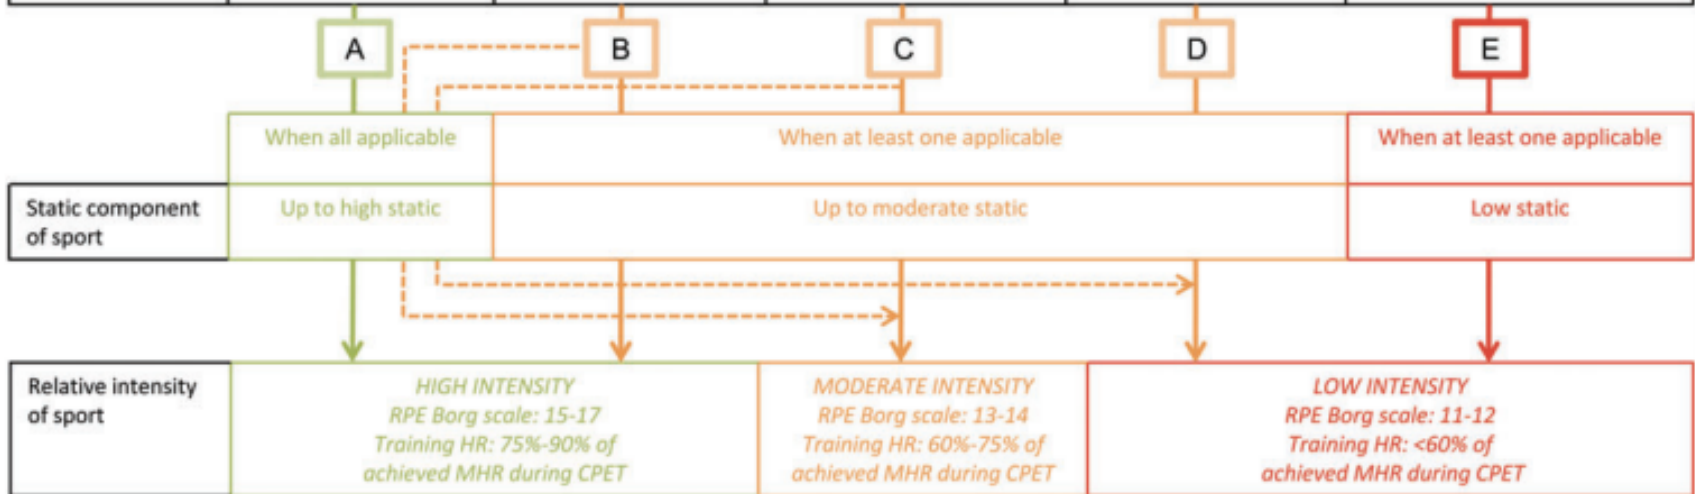 A
B
C
D
E
When all applicable
When at least one applicable
When at least one applicable
Static component
of sport
Up to high static
Up to moderate static
Low static
Relative intensity
of sport
HIGH INTENSITY
RPE Borg scale: 15-17
Training HR: 75%-90% of
achieved MHR during CPET
MODERATE INTENSITY
RPE Borg scale: 13-14
Training HR: 60%-75% of
achieved MHR during CPET
LOW INTENSITY
RPE Borg scale: 11-12
Training HR: <60% of
achieved MHR during CPET